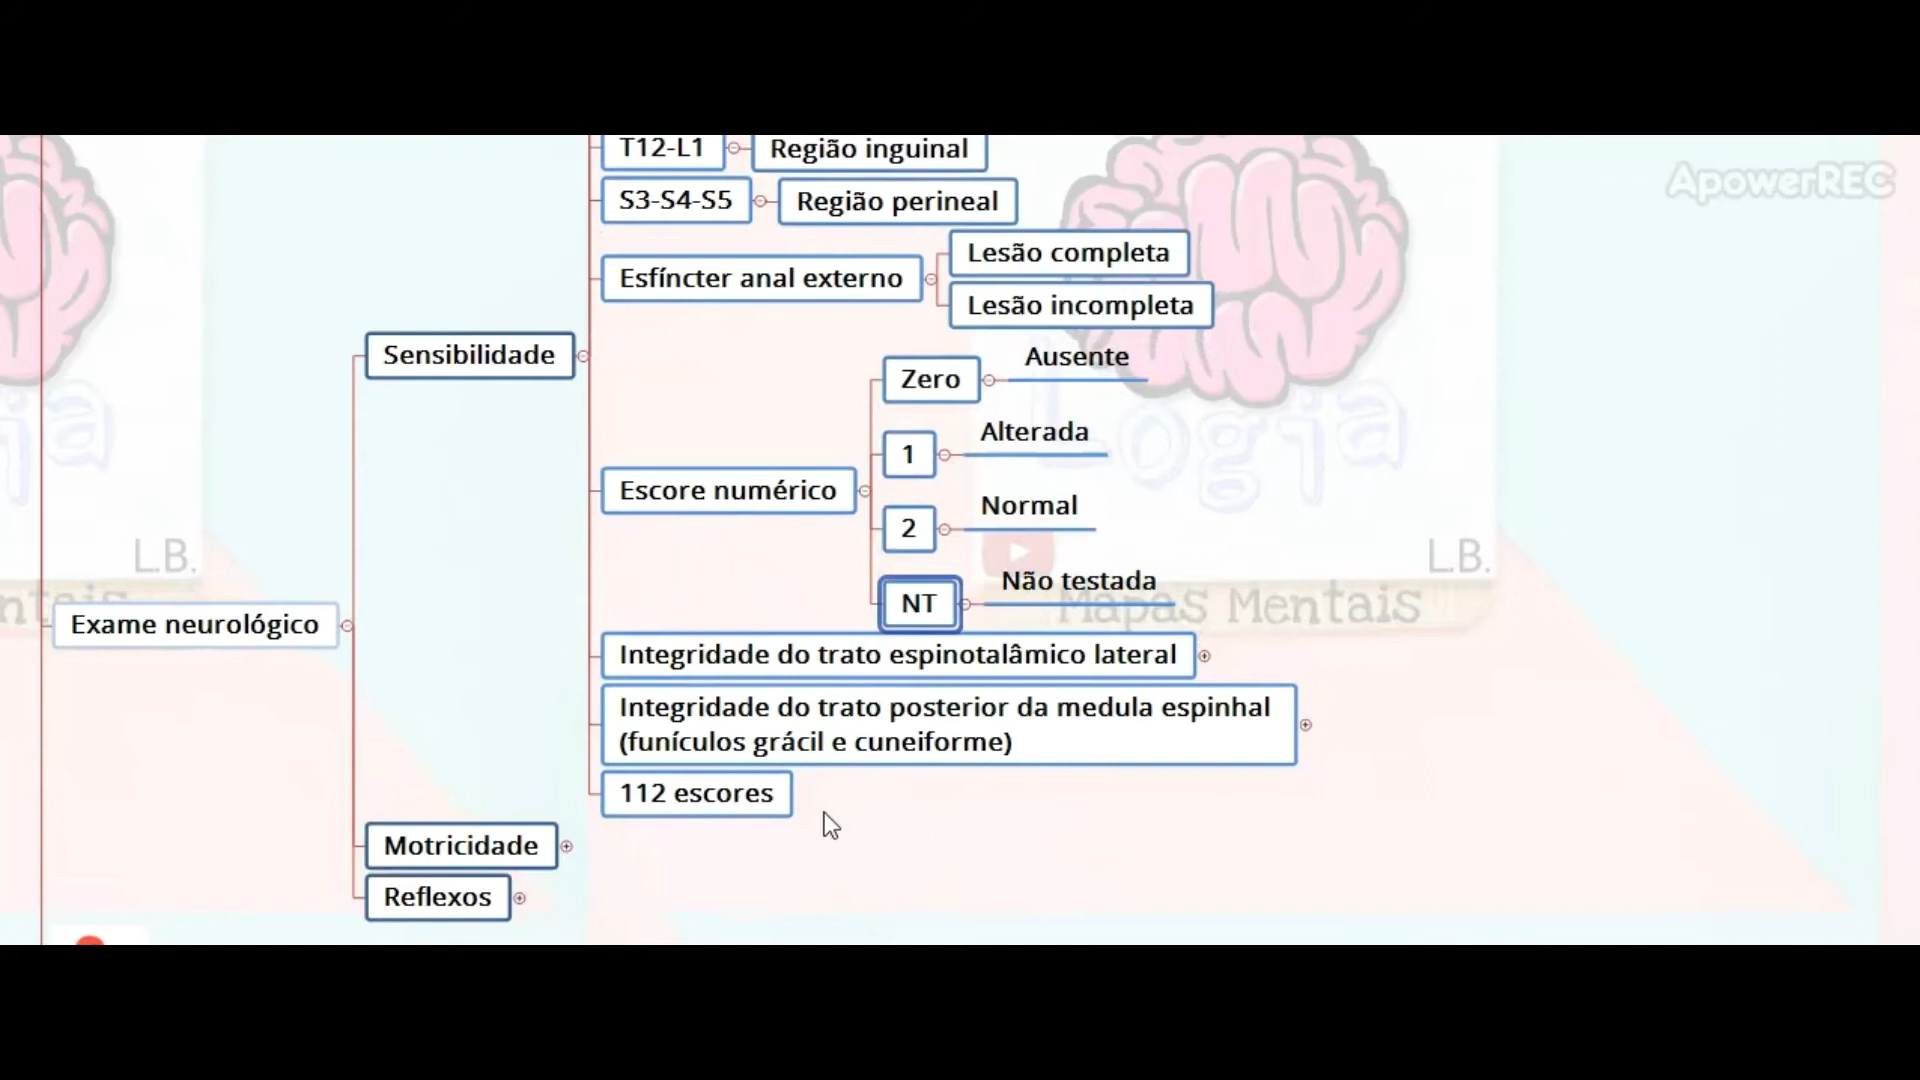 T12-L1
Região inguinal
ApowerREC
S3-S4-S5
Região perineal
Esfíncter anal externo
Lesão completa
Lesão incompleta
Sensibilidade
Escore numérico
Zero
Ausente
1
Alterada
2
Normal
NT
Não testada
Logia
L.B.
L.B.
Mapas Mentais
Exame neurológico
Integridade do trato espinotalâmico lateral
Integridade do trato posterior da medula espinhal
(funículos grácil e cuneiforme)
112 escores
Motricidade
Reflexos